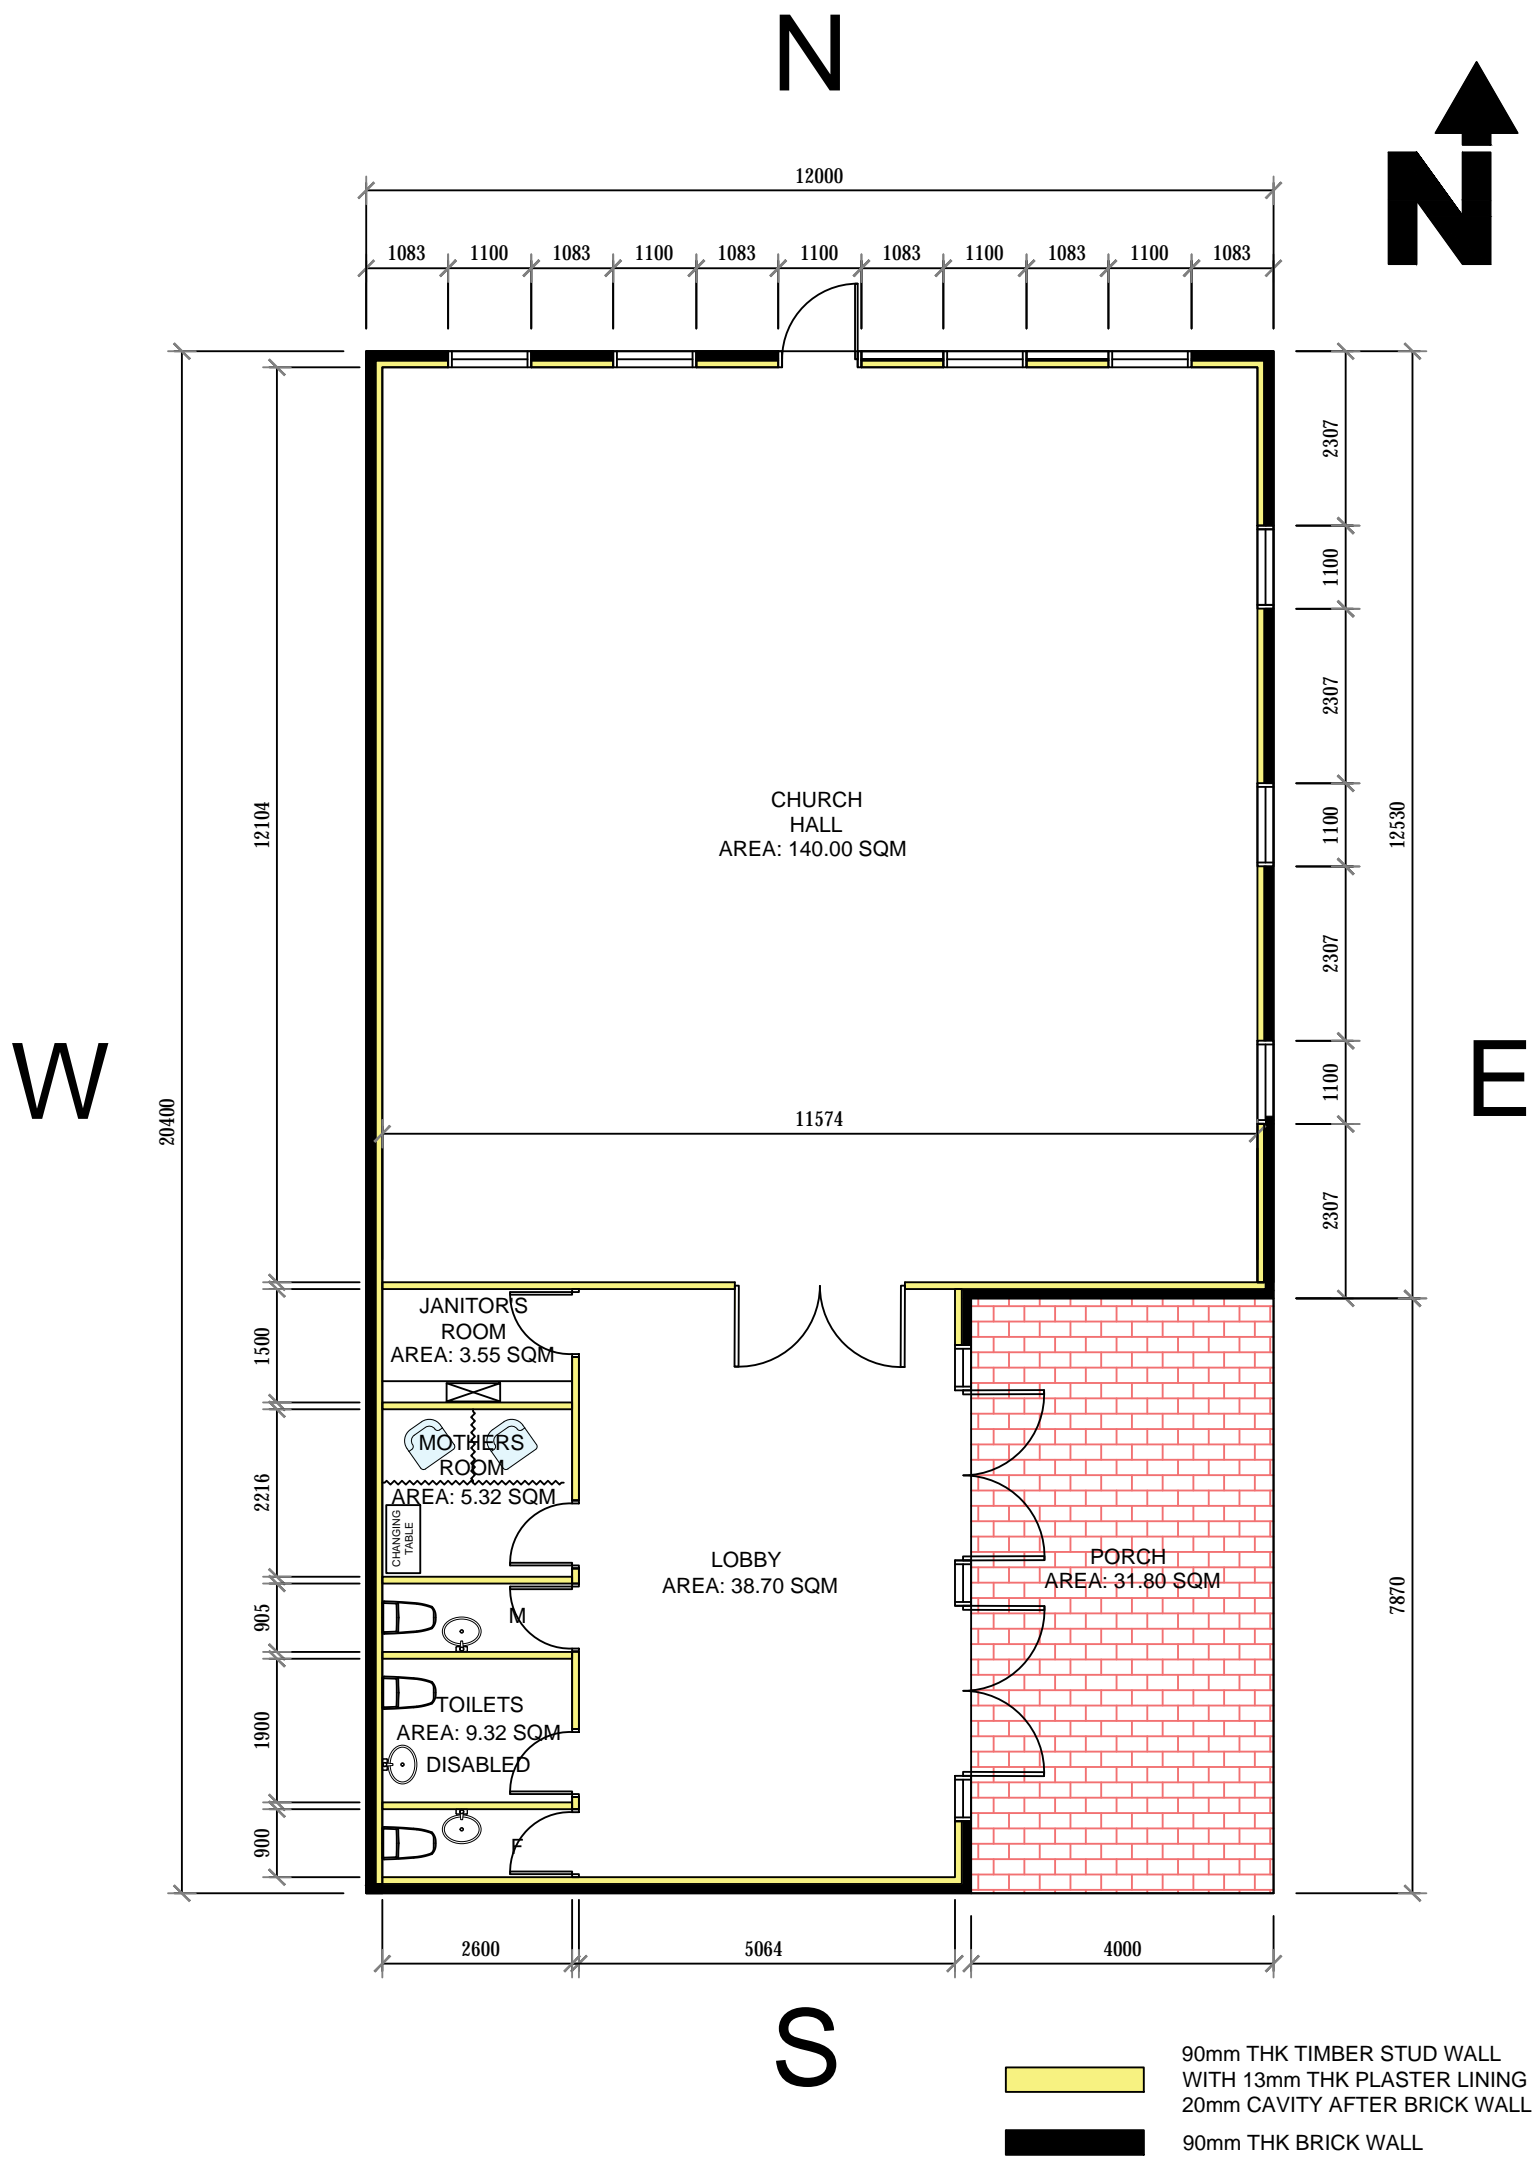 N
N
12000
1083 1100 1083 1100 1083 1100 1083 1100 1083 1100 1083
2307
1100
2307
1100
2307
1100
2307
12530
7870
12104
20400
1500
2216
905
1900
900
W
E
CHURCH
HALL
AREA: 140.00 SQM
11574
JANITOR'S
ROOM
AREA: 3.55 SQM
MOTHERS
ROOM
AREA: 5.32 SQM
CHANGING
TABLE
M
TOILETS
AREA: 9.32 SQM
DISABLED
F
LOBBY
AREA: 38.70 SQM
PORCH
AREA: 31.80 SQM
2600 5064 4000
S
90mm THK TIMBER STUD WALL
WITH 13mm THK PLASTER LINING
20mm CAVITY AFTER BRICK WALL
90mm THK BRICK WALL